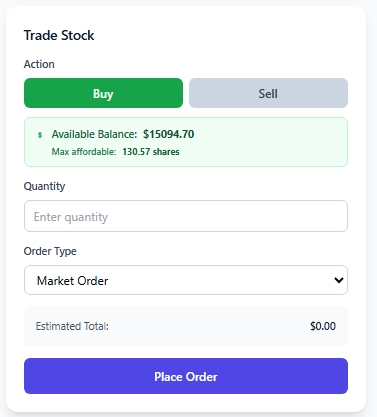 Trade Stock
Action
Buy Sell
$ Available Balance: $15094.70
Max affordable: 130.57 shares
Quantity
Enter quantity
Order Type
Market Order
Estimated Total: $0.00
Place Order